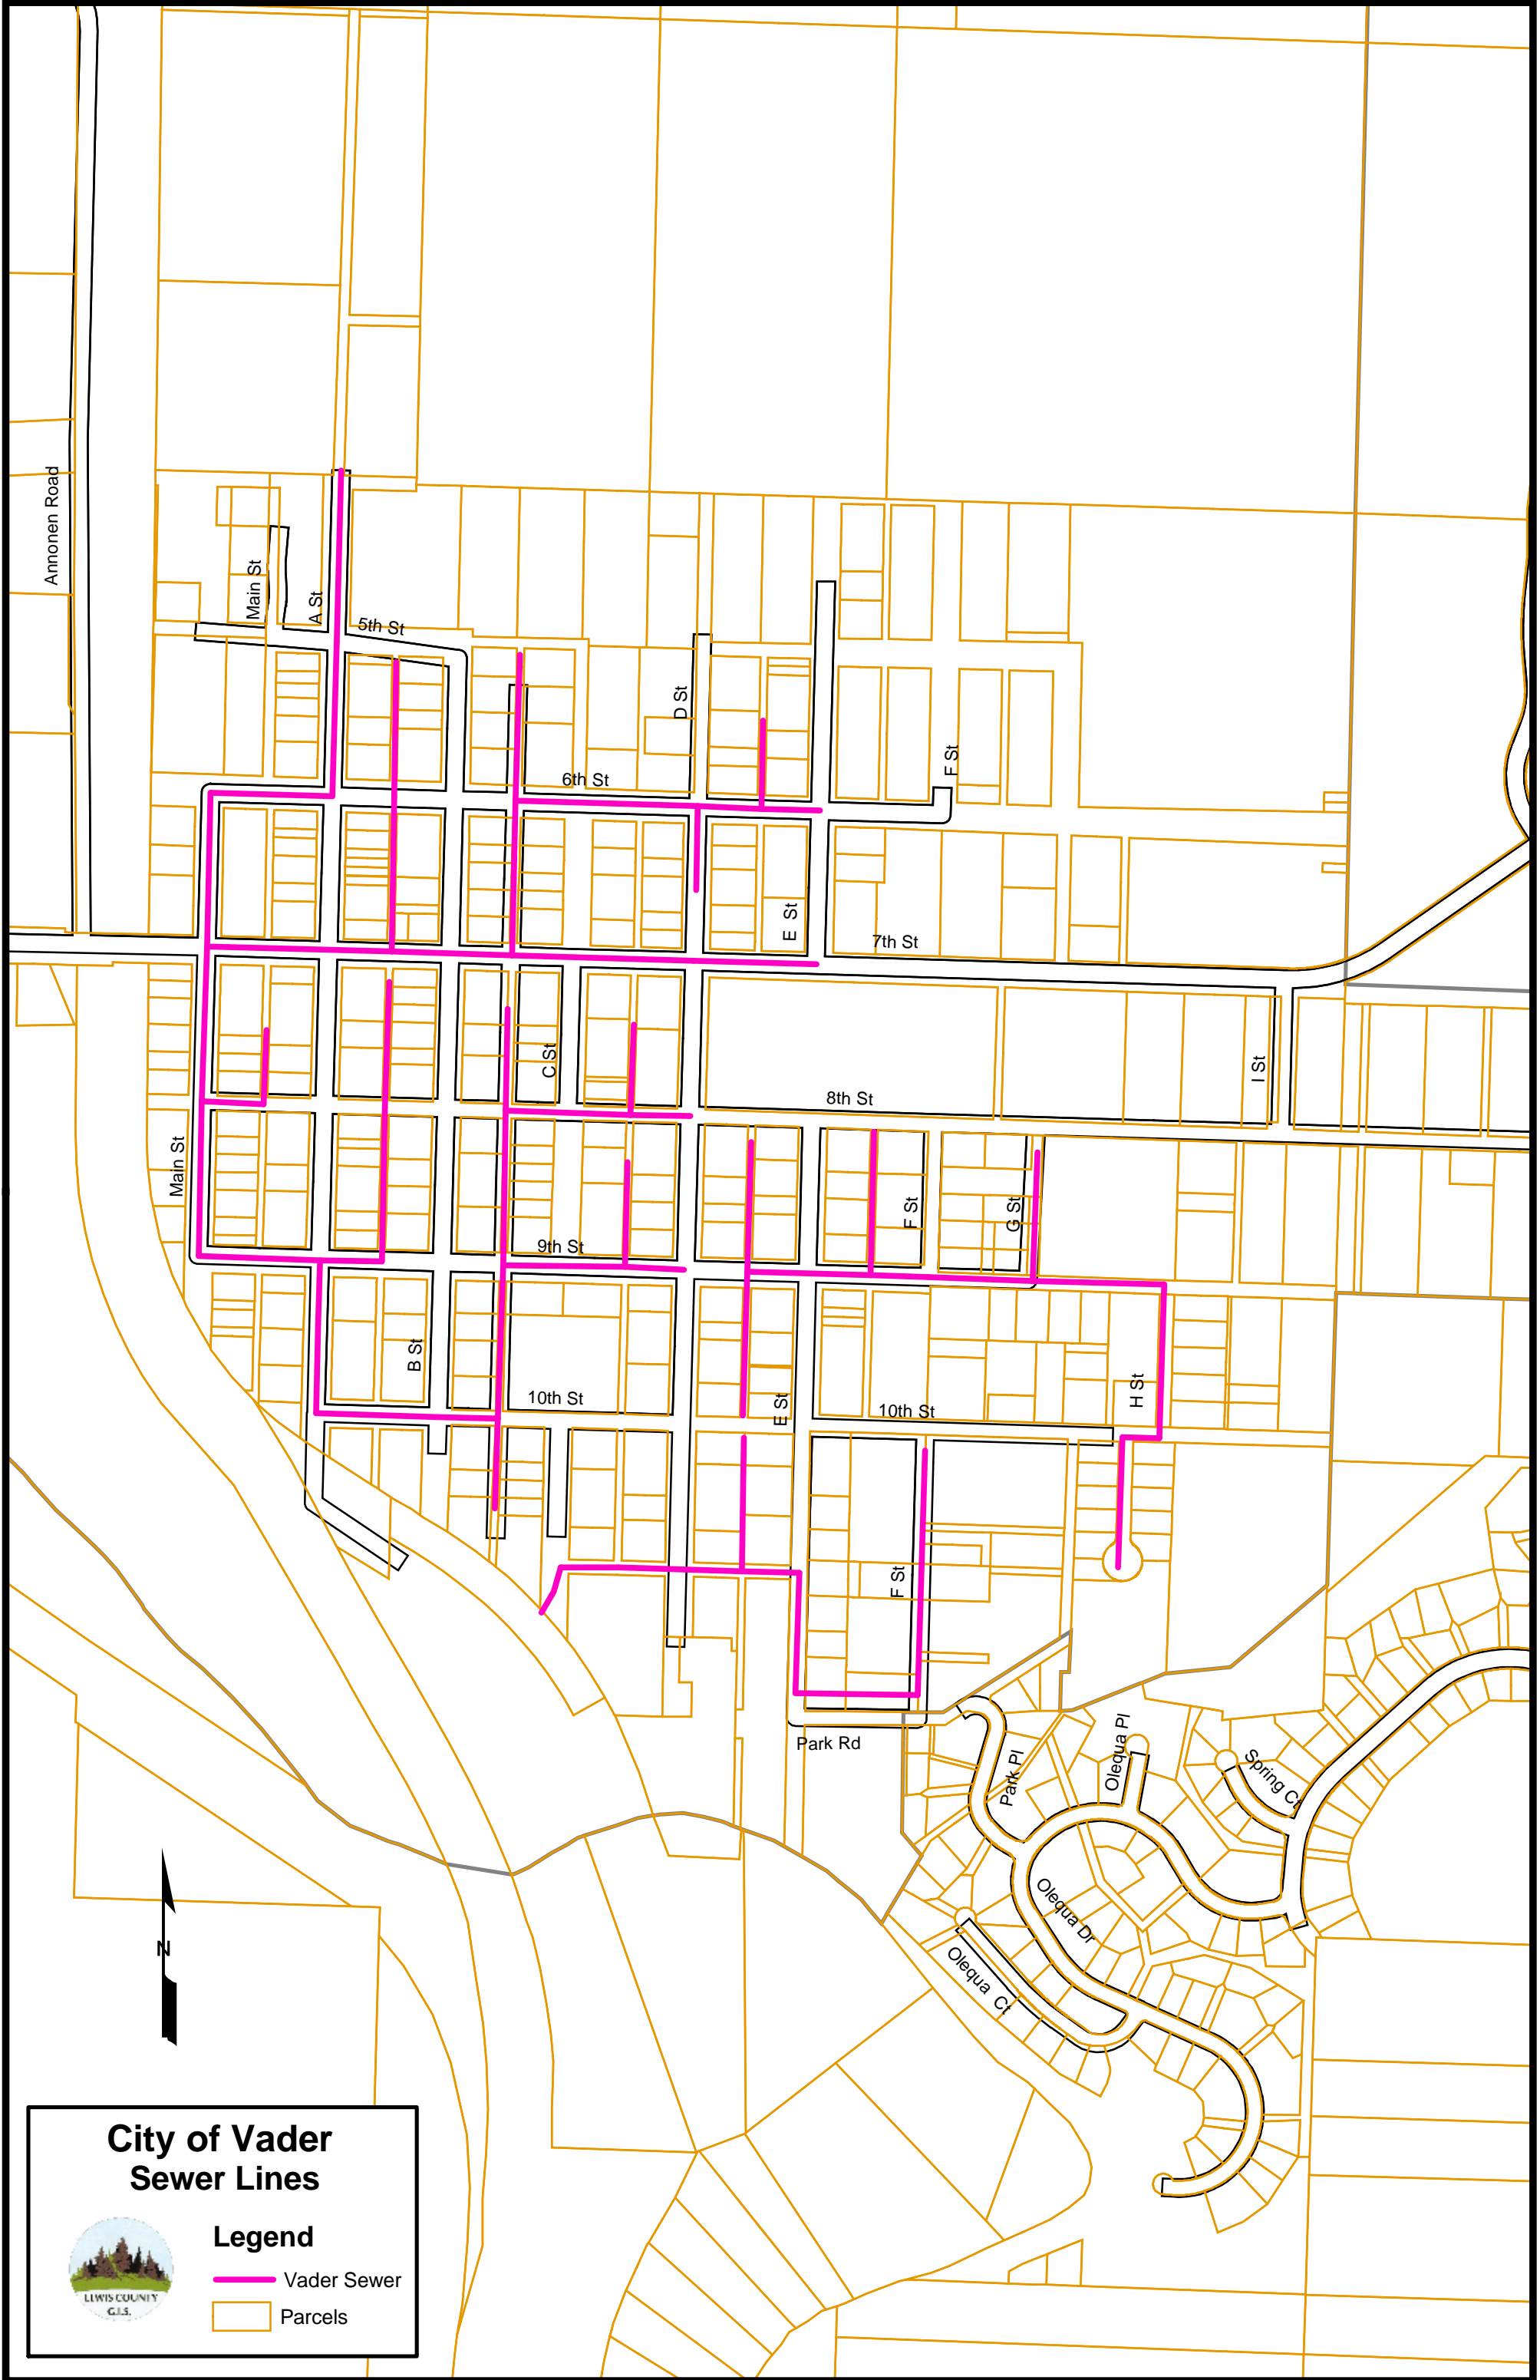 Annonen Road
Main St
A St
5th St
D St
6th St
F St
E St
7th St
C St
I St
8th St
Main St
F St
G St
9th St
B St
10th St
E St
10th St
H St
F St
Park Rd
Park Pl
Olequa Pl
Spring Ct
Olequa Dr
Olequa Ct
N
City of Vader
Sewer Lines
Legend
Vader Sewer
Parcels
LEWIS COUNTY
G.I.S.